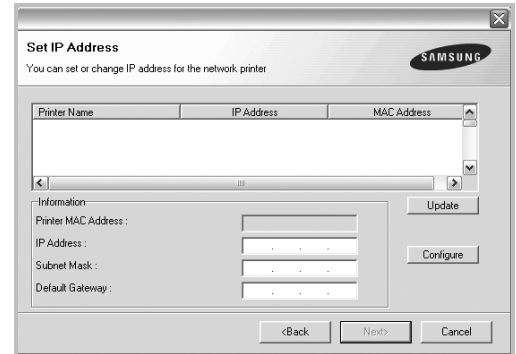 Set IP Address
You can set or change IP address for the network printer
SAMSUNG
Printer Name IP Address MAC Address
Information
Printer MAC Address :
IP Address :
Subnet Mask :
Default Gateway :
Update
Configure
<Back Next> Cancel